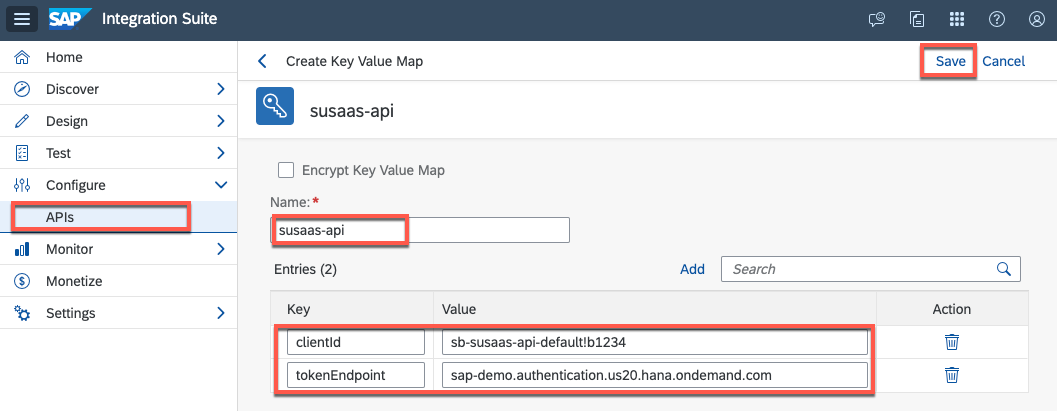 SAP Integration Suite
Home
Discover
Design
Test
Configure
APIs
Monitor
Monetize
Settings
Create Key Value Map
Save Cancel
susaas-api
Encrypt Key Value Map
Name:*
susaas-api
Entries (2) Add Search
Key Value Action
clientId sb-susaas-api-default!b1234
tokenEndpoint sap-demo.authentication.us20.hana.ondemand.com